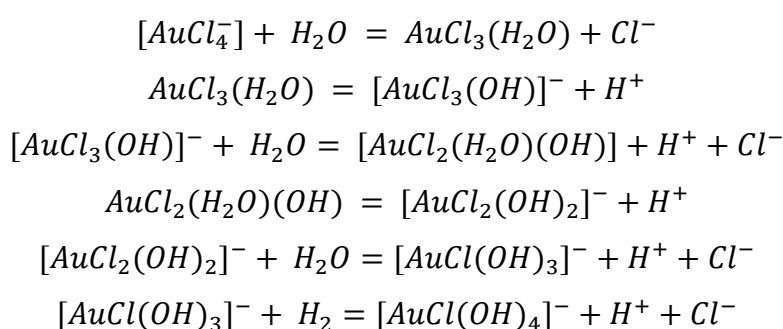 [AuCl₄⁻] + H₂O = AuCl₃(H₂O) + Cl⁻
AuCl₃(H₂O) = [AuCl₃(OH)]⁻ + H⁺
[AuCl₃(OH)]⁻ + H₂O = [AuCl₂(H₂O)(OH)] + H⁺ + Cl⁻
AuCl₂(H₂O)(OH) = [AuCl₂(OH)₂]⁻ + H⁺
[AuCl₂(OH)₂]⁻ + H₂O = [AuCl(OH)₃]⁻ + H⁺ + Cl⁻
[AuCl(OH)₃]⁻ + H₂ = [AuCl(OH)₄]⁻ + H⁺ + Cl⁻